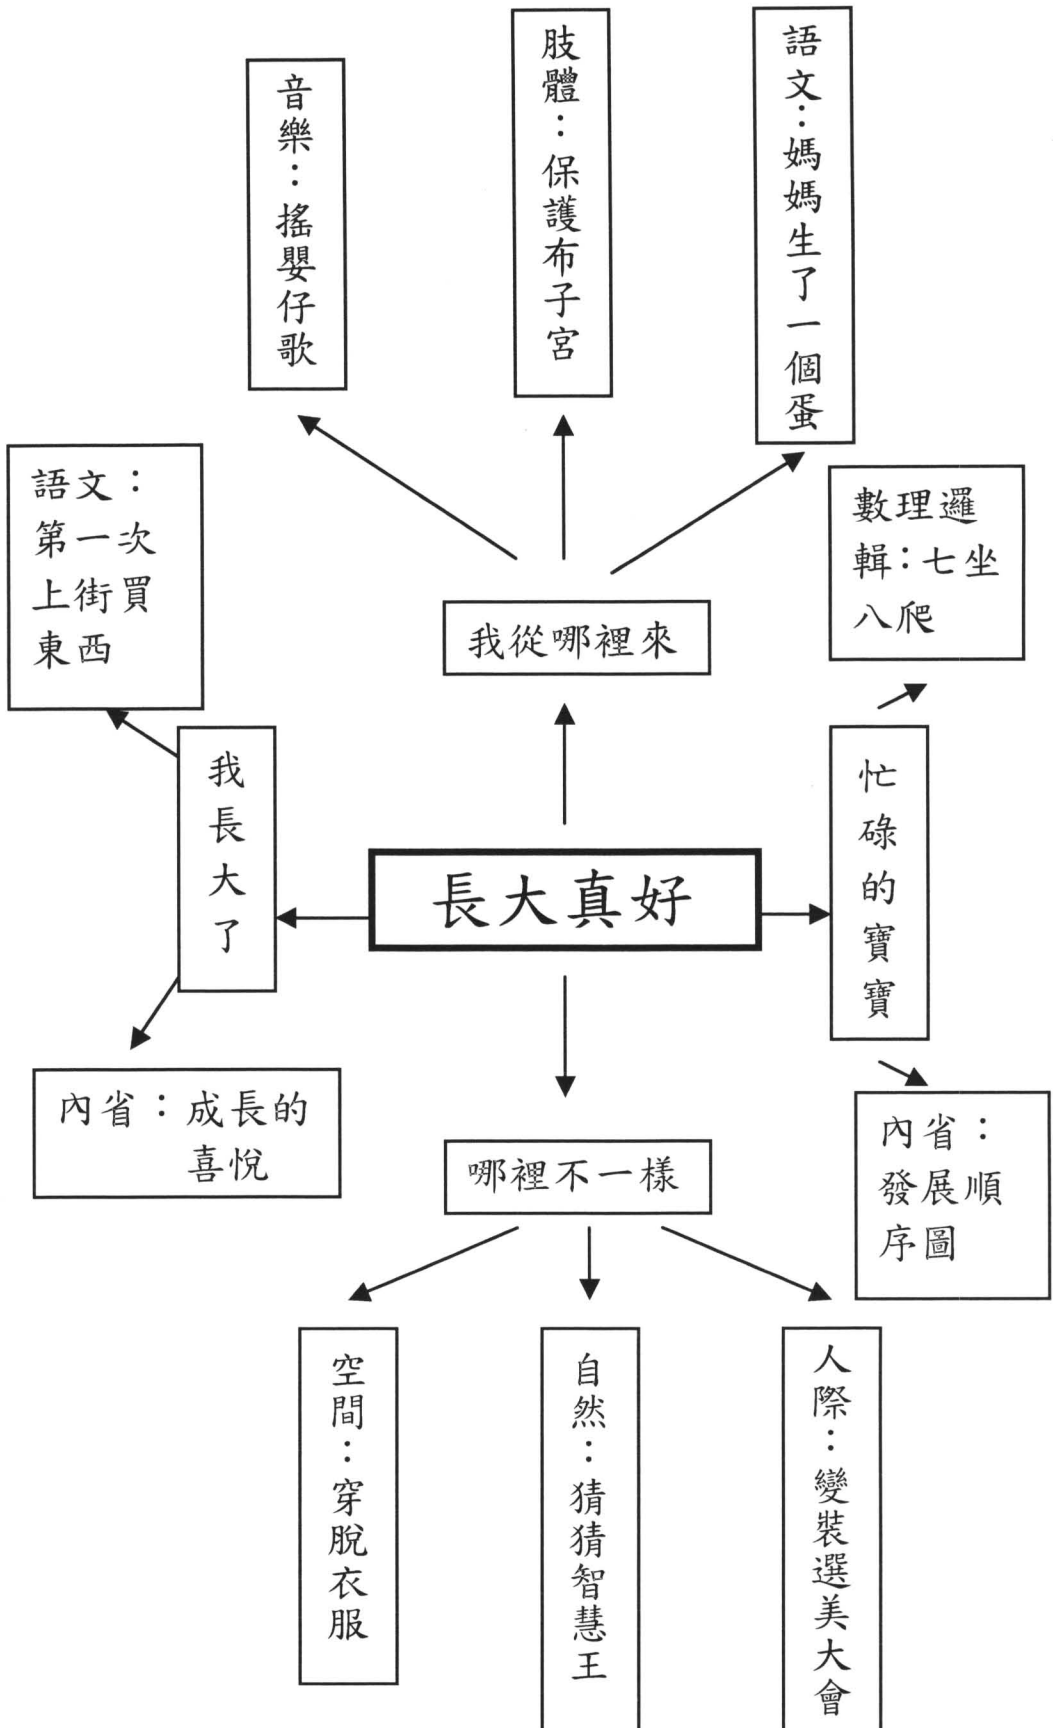 語文：媽媽生了一個蛋
肢體：保護布子宮
音樂：搖嬰仔歌
語文：
第一次
上街買
東西
數理邏
輯：七坐
八爬
我從哪裡來
我長大了
長大真好
忙碌的寶寶
內省：成長的
喜悅
哪裡不一樣
內省：
發展順
序圖
空間：穿脫衣服
自然：猜猜智慧王
人際：變裝選美大會